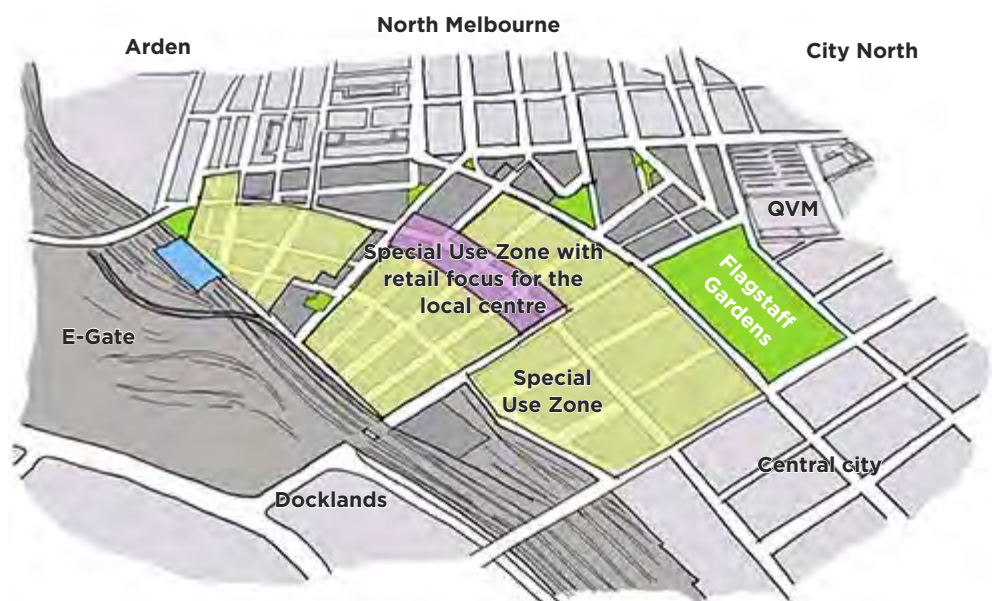 North Melbourne
Arden
City North
QVM
Special Use Zone with
retail focus for the
local centre
Flagstaff
Gardens
E-Gate
Special
Use Zone
Central city
Docklands